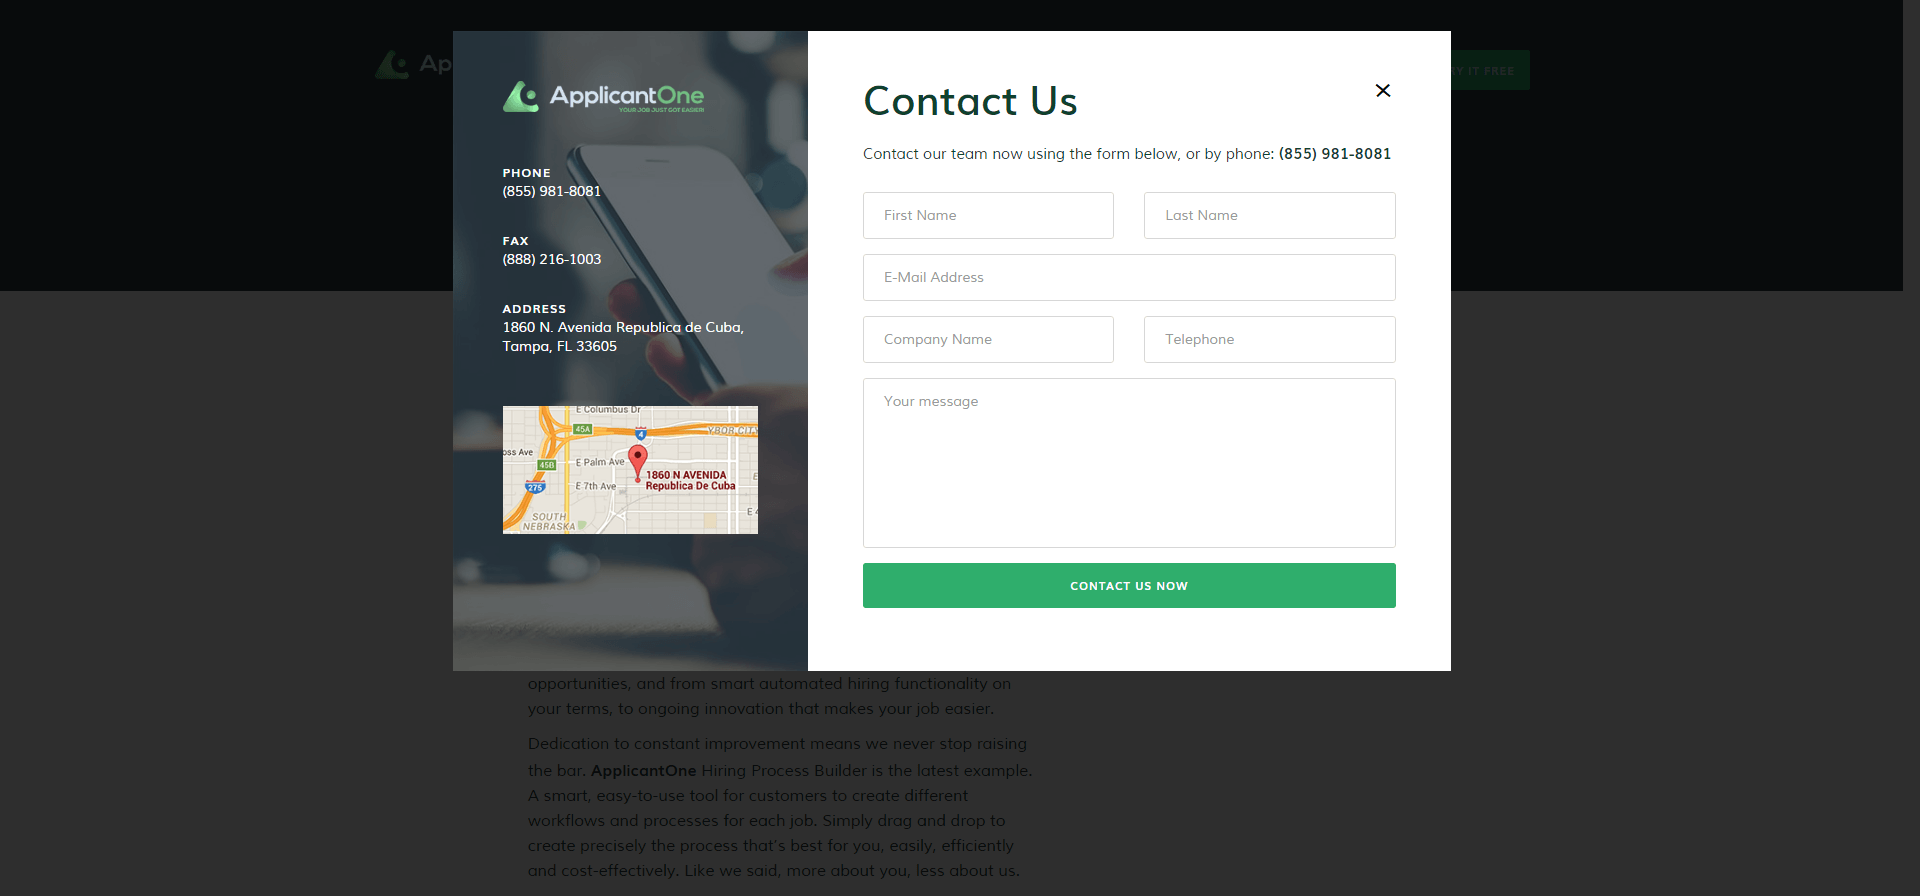 Ap
Y IT FREE
ApplicantOne
YOUR JOB JUST GOT EASIER!
PHONE
(855) 981-8081
FAX
(888) 216-1003
ADDRESS
1860 N. Avenida Republica de Cuba,
Tampa, FL 33605
E Columbus Dr
45A
4
YBOR CITY
oss Ave
45B
E Palm Ave
1860 N AVENIDA
Republica De Cuba
275
E 7th Ave
SOUTH
NEBRASKA
Contact Us
Contact our team now using the form below, or by phone: (855) 981-8081
First Name
Last Name
E-Mail Address
Company Name
Telephone
Your message
CONTACT US NOW
opportunities, and from smart automated hiring functionality on
your terms, to ongoing innovation that makes your job easier.
Dedication to constant improvement means we never stop raising
the bar. ApplicantOne Hiring Process Builder is the latest example.
A smart, easy-to-use tool for customers to create different
workflows and processes for each job. Simply drag and drop to
create precisely the process that's best for you, easily, efficiently
and cost-effectively. Like we said, more about you, less about us.